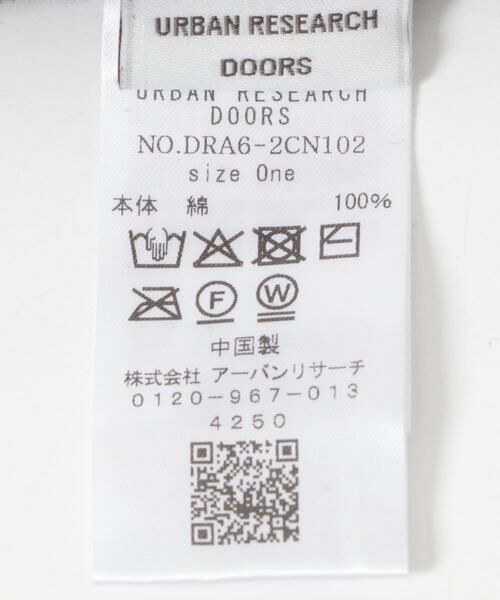 URBAN RESEARCH
DOORS
URBAN RESEARCH
DOORS
NO.DRA6-2CN102
size One
本体 綿 100%
F W
中国製
株式会社 アーバンリサーチ
0120-967-013
4250